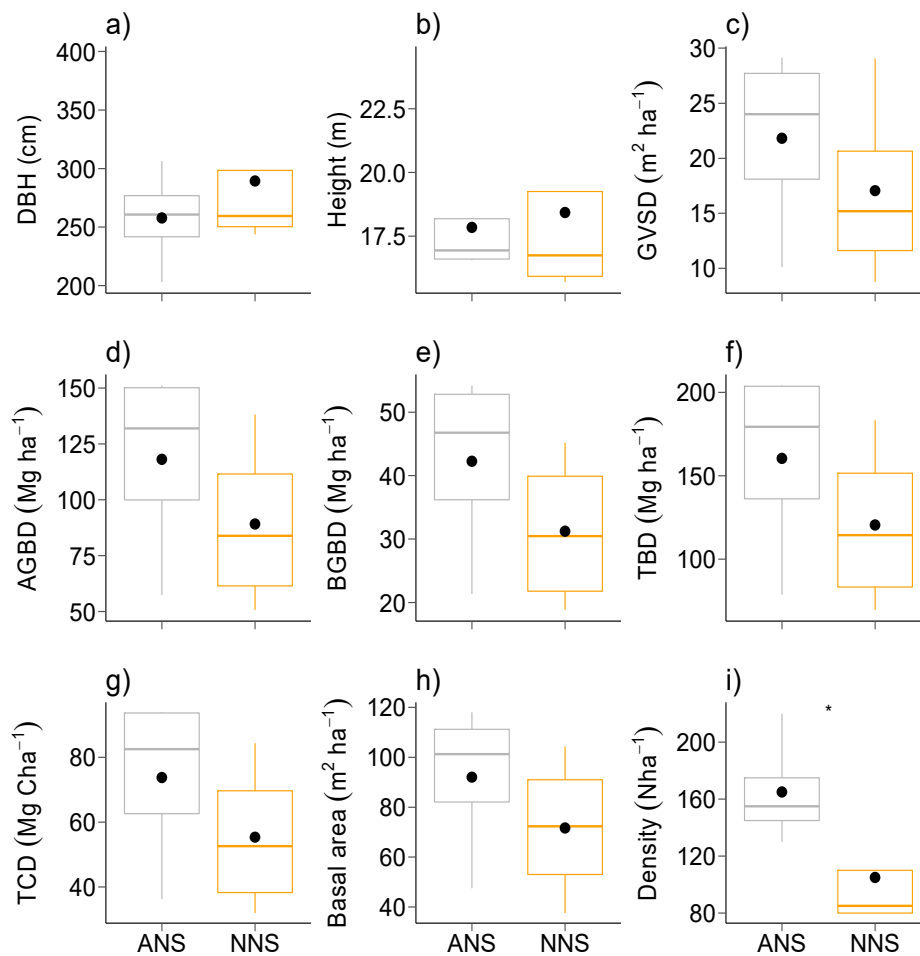 a)
DBH (cm)
400
350
300
250
200
b)
Height (m)
22.5
20.0
17.5
c)
GVSD (m² ha⁻¹)
30
25
20
15
10
d)
AGBD (Mg ha⁻¹)
150
125
100
75
50
e)
BGBD (Mg ha⁻¹)
50
40
30
20
f)
TBD (Mg ha⁻¹)
200
150
100
g)
TCD (Mg Cha⁻¹)
80
60
40
ANS NNS
h)
Basal area (m² ha⁻¹)
120
100
80
60
40
ANS NNS
i)
Density (Nha⁻¹)
*
200
160
120
80
ANS NNS